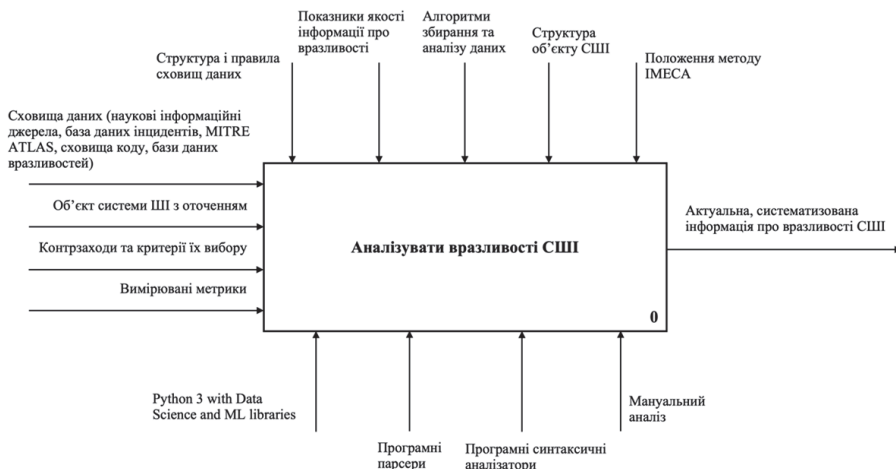 Структура і правила
сховищ даних
Показники якості
інформації про
вразливості
Алгоритми
збирання та
аналізу даних
Структура
об’єкту СШІ
Положення методу
IMECA
Сховища даних (наукові інформаційні
джерела, база даних інцидентів, MITRE
ATLAS, сховища коду, бази даних
вразливостей)
Об’єкт системи ШІ з оточенням
Контрзаходи та критерії їх вибору
Вимірювані метрики
Аналізувати вразливості СШІ
0
Актуальна, систематизована
інформація про вразливості СШІ
Python 3 with Data
Science and ML libraries
Програмні
парсери
Програмні синтаксичні
аналізатори
Мануальний
аналіз